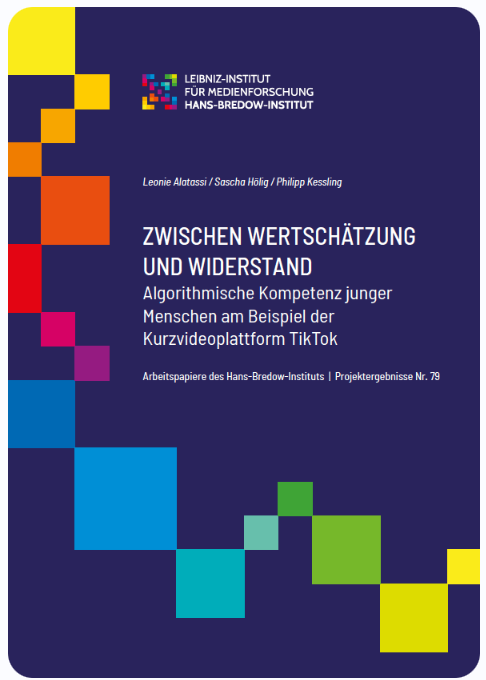 LEIBNIZ-INSTITUT
FÜR MEDIENFORSCHUNG
HANS-BREDOW-INSTITUT
Leonie Alatassi / Sascha Hölig / Philipp Kessling
ZWISCHEN WERTSCHÄTZUNG
UND WIDERSTAND
Algorithmische Kompetenz junger
Menschen am Beispiel der
Kurzvideoplattform TikTok
Arbeitspapiere des Hans-Bredow-Instituts | Projektergebnisse Nr. 79